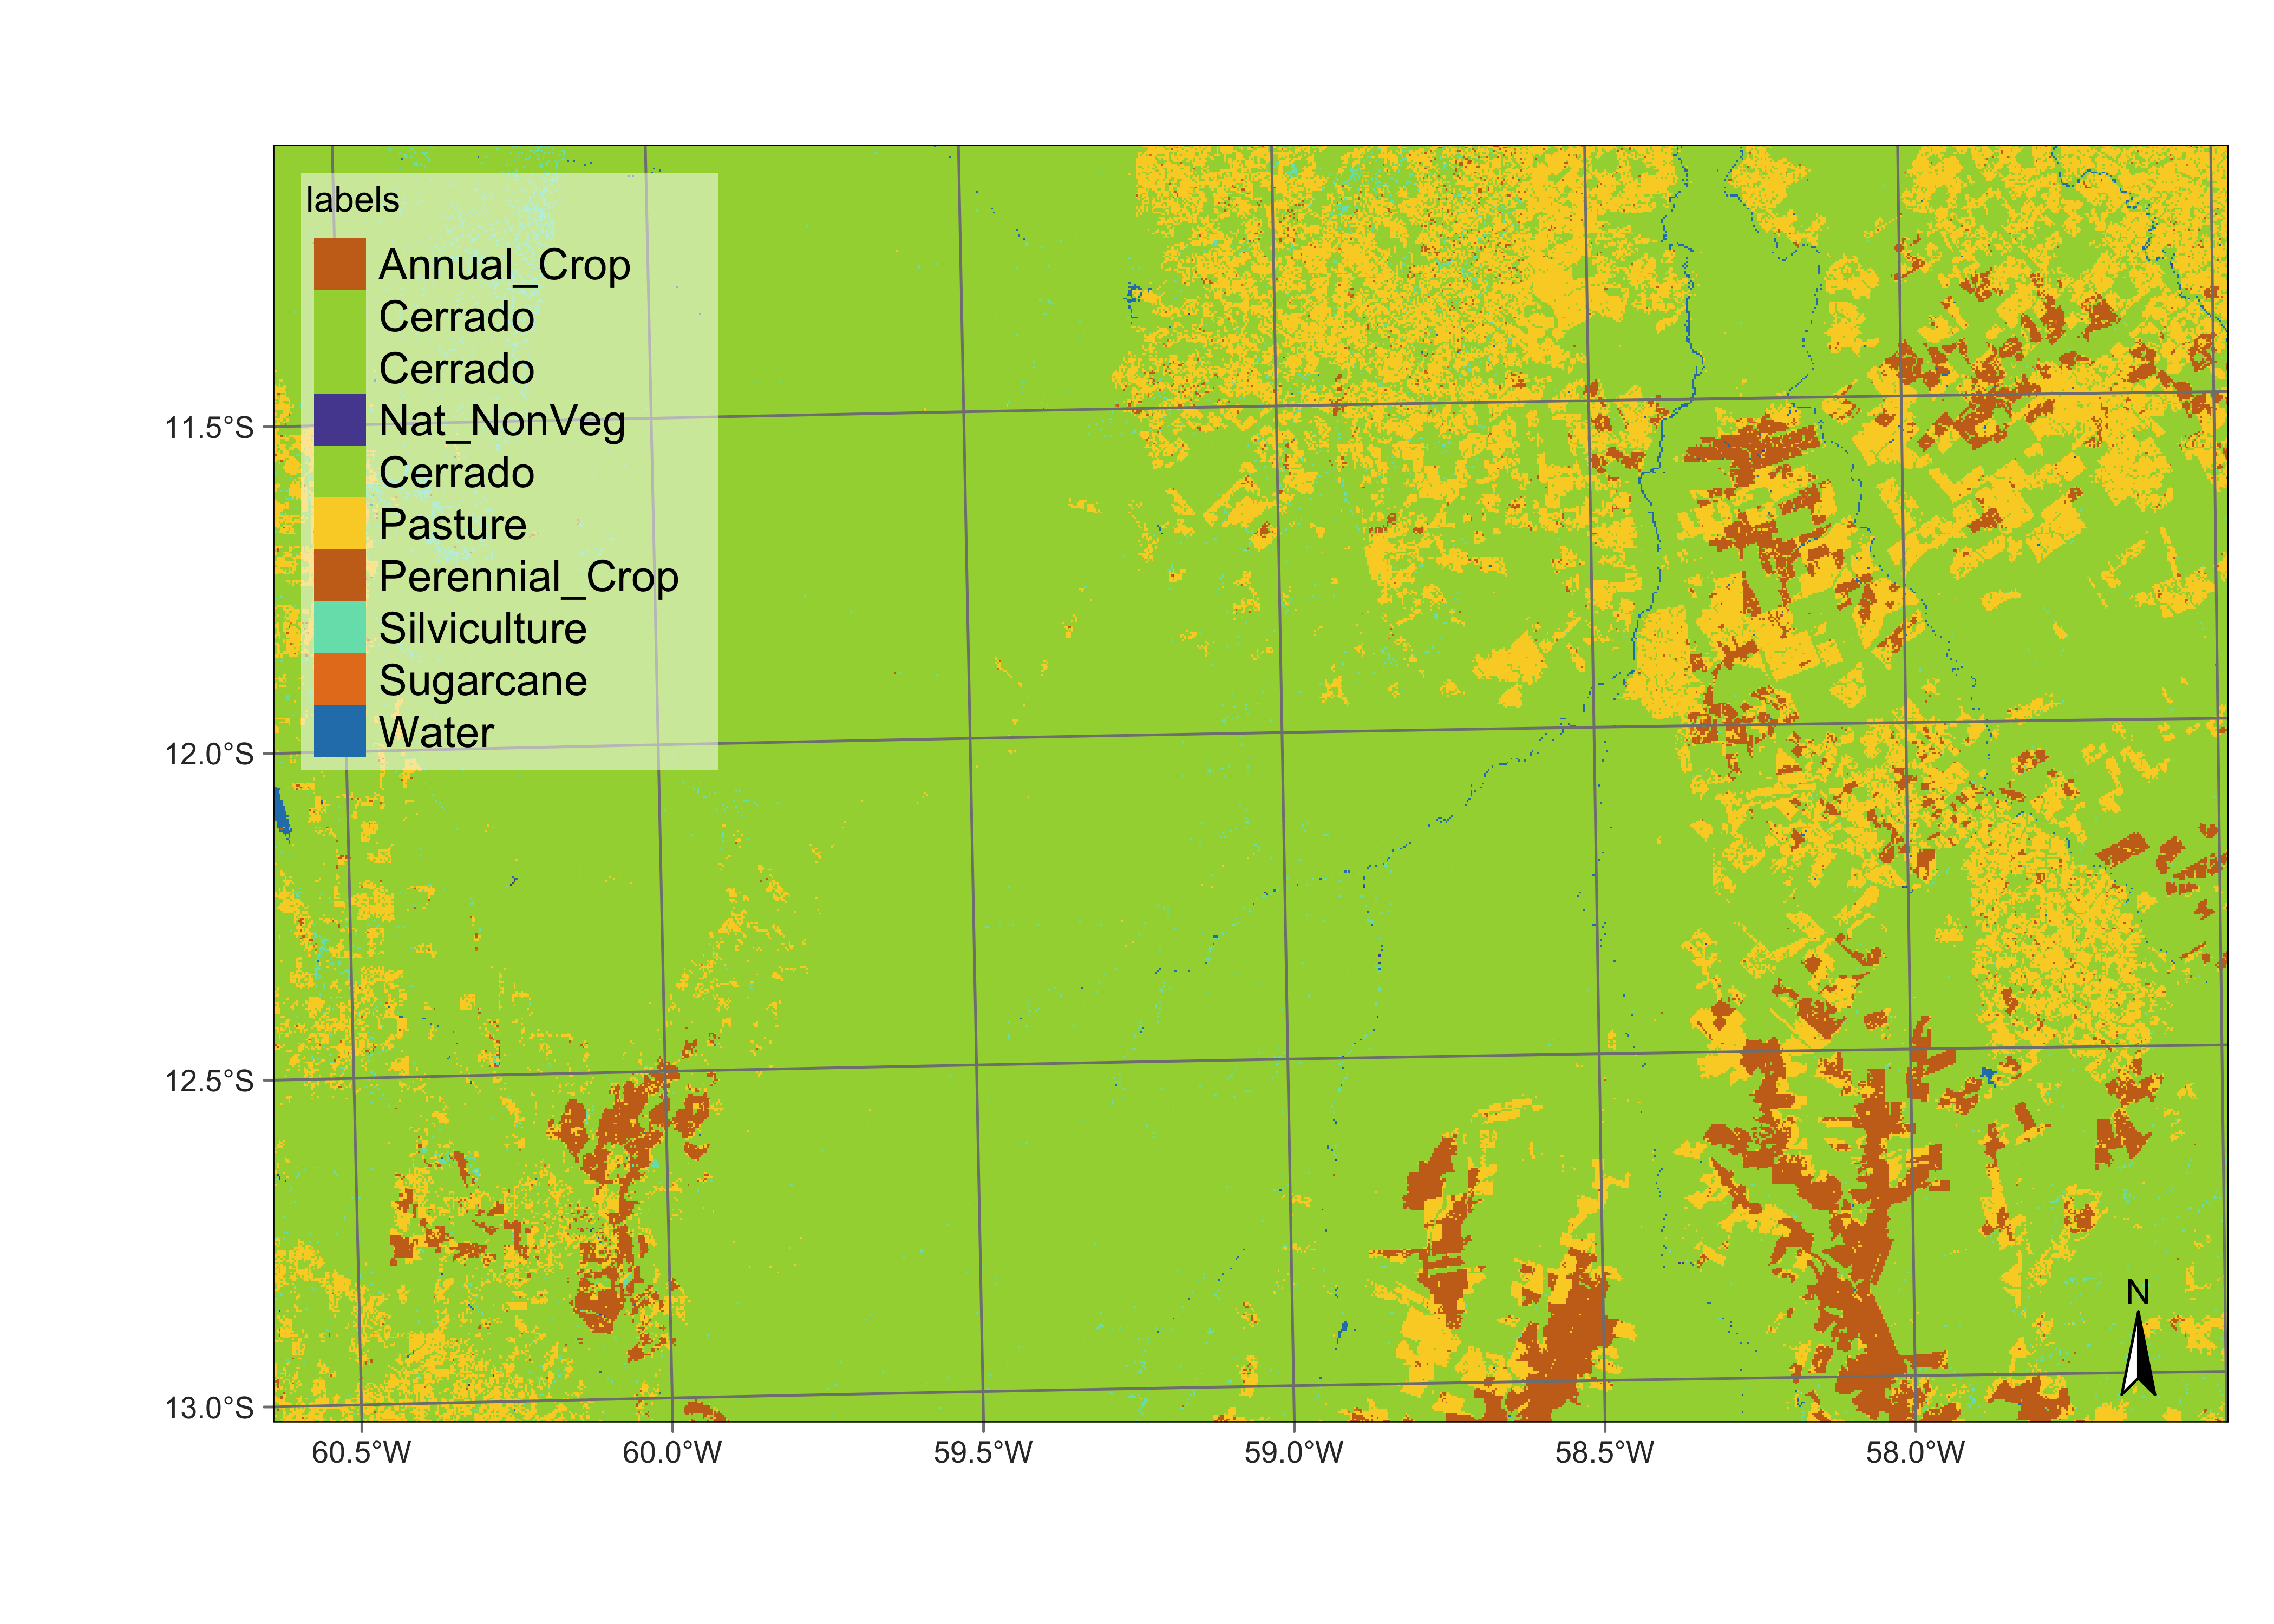 labels
Annual_Crop
Cerrado
Cerrado
Nat_NonVeg
Cerrado
Pasture
Perennial_Crop
Silviculture
Sugarcane
Water
11.5°S
12.0°S
12.5°S
13.0°S
N
60.5°W 60.0°W 59.5°W 59.0°W 58.5°W 58.0°W